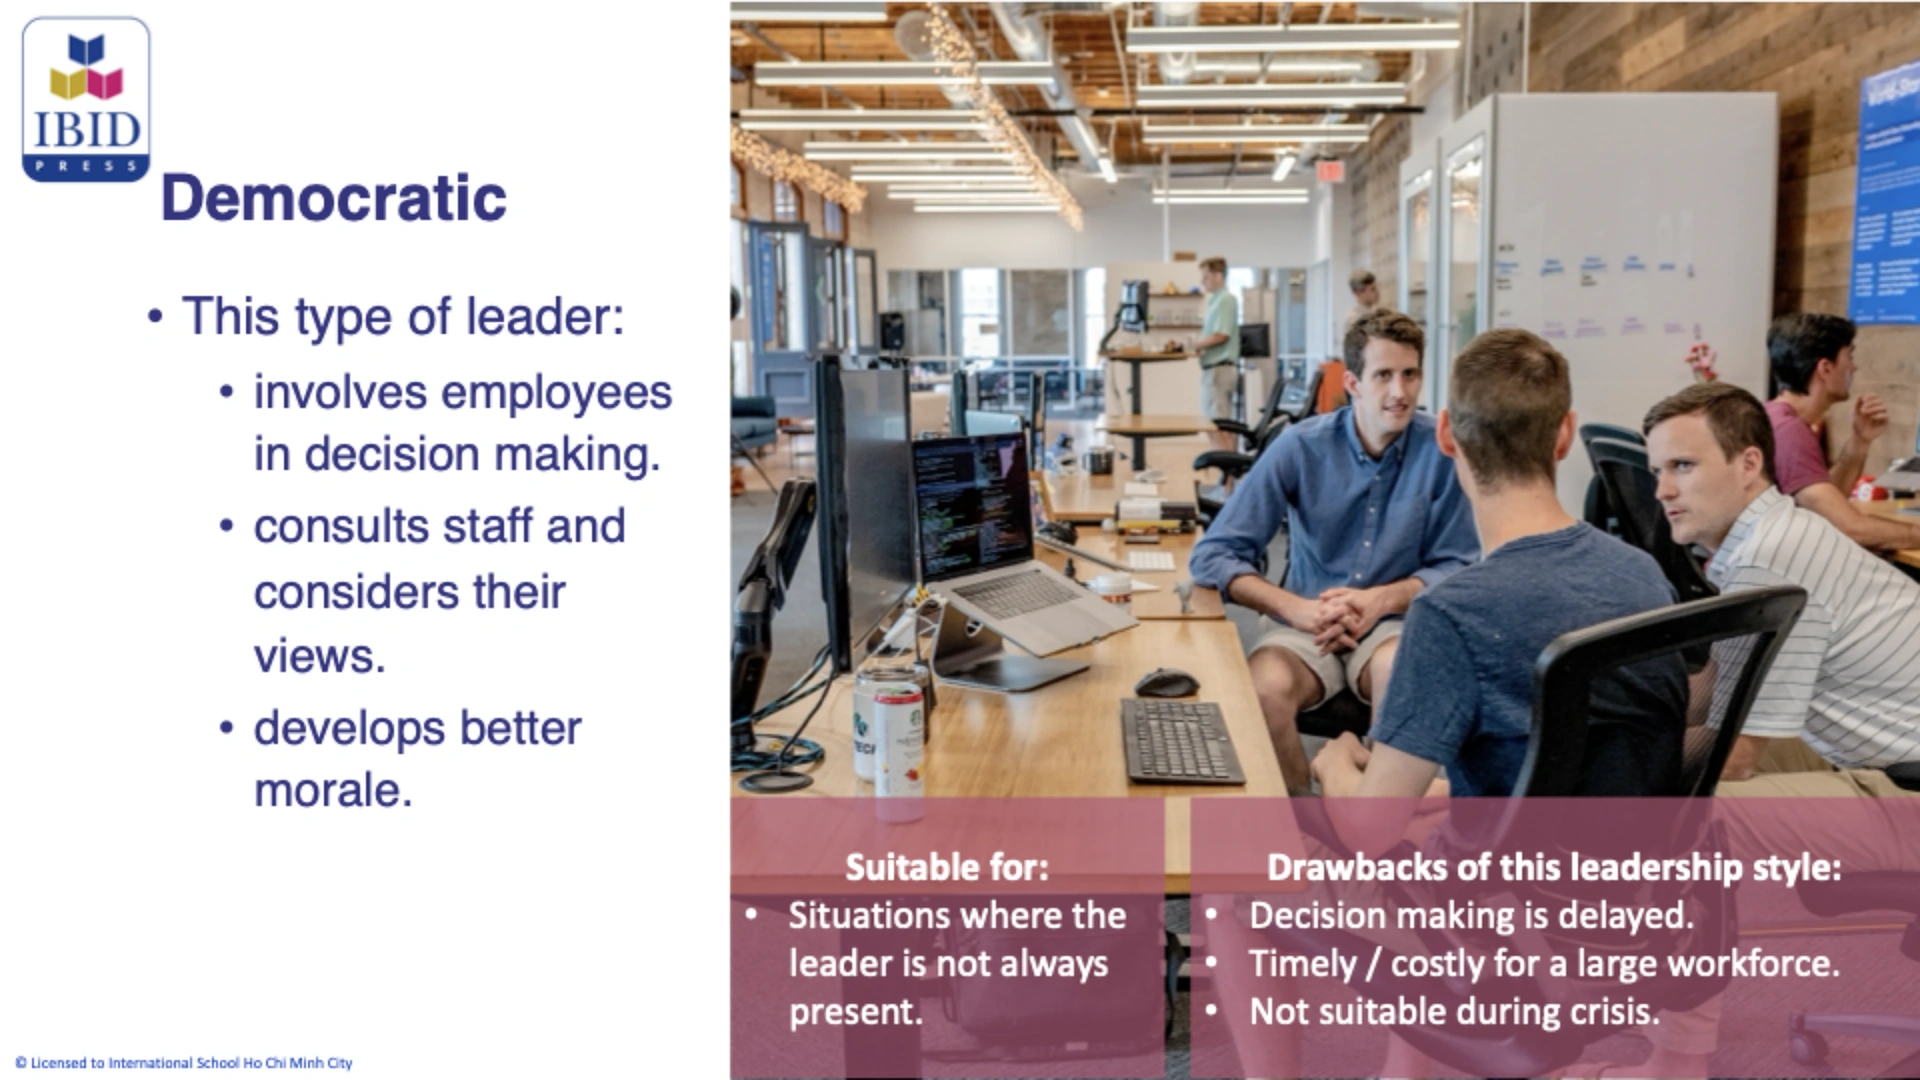 IBID
PRESS
Democratic
• This type of leader:
• involves employees
in decision making.
• consults staff and
considers their
views.
• develops better
morale.
Suitable for:
• Situations where the
leader is not always
present.
Drawbacks of this leadership style:
• Decision making is delayed.
• Timely / costly for a large workforce.
• Not suitable during crisis.
© Licensed to International School Ho Chi Minh City